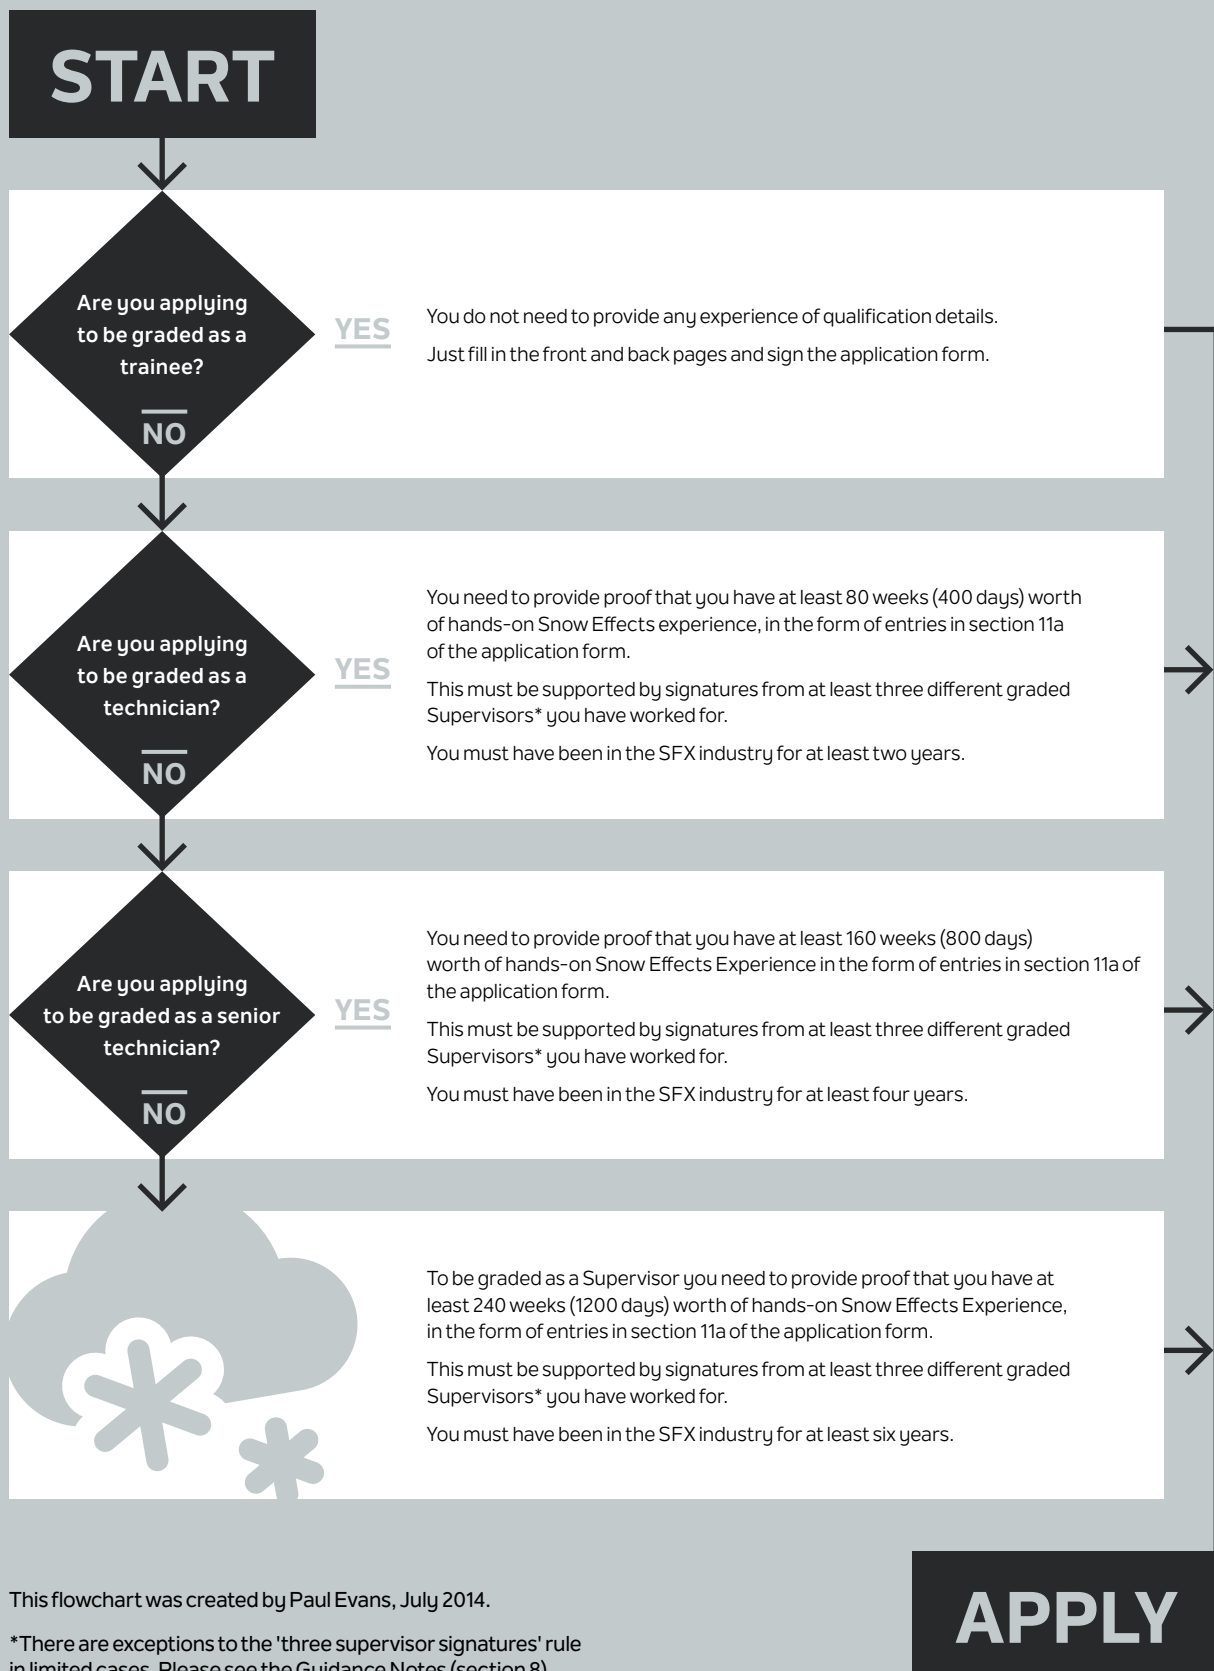 START
Are you applying
to be graded as a
trainee?
NO
YES
You do not need to provide any experience of qualification details.
Just fill in the front and back pages and sign the application form.
Are you applying
to be graded as a
technician?
NO
YES
You need to provide proof that you have at least 80 weeks (400 days) worth
of hands-on Snow Effects experience, in the form of entries in section 11a
of the application form.
This must be supported by signatures from at least three different graded
Supervisors* you have worked for.
You must have been in the SFX industry for at least two years.
Are you applying
to be graded as a senior
technician?
NO
YES
You need to provide proof that you have at least 160 weeks (800 days)
worth of hands-on Snow Effects Experience in the form of entries in section 11a of
the application form.
This must be supported by signatures from at least three different graded
Supervisors* you have worked for.
You must have been in the SFX industry for at least four years.
To be graded as a Supervisor you need to provide proof that you have at
least 240 weeks (1200 days) worth of hands-on Snow Effects Experience,
in the form of entries in section 11a of the application form.
This must be supported by signatures from at least three different graded
Supervisors* you have worked for.
You must have been in the SFX industry for at least six years.
This flowchart was created by Paul Evans, July 2014.
*There are exceptions to the 'three supervisor signatures' rule
in limited cases. Please see the Guidance Notes (section 8)
APPLY